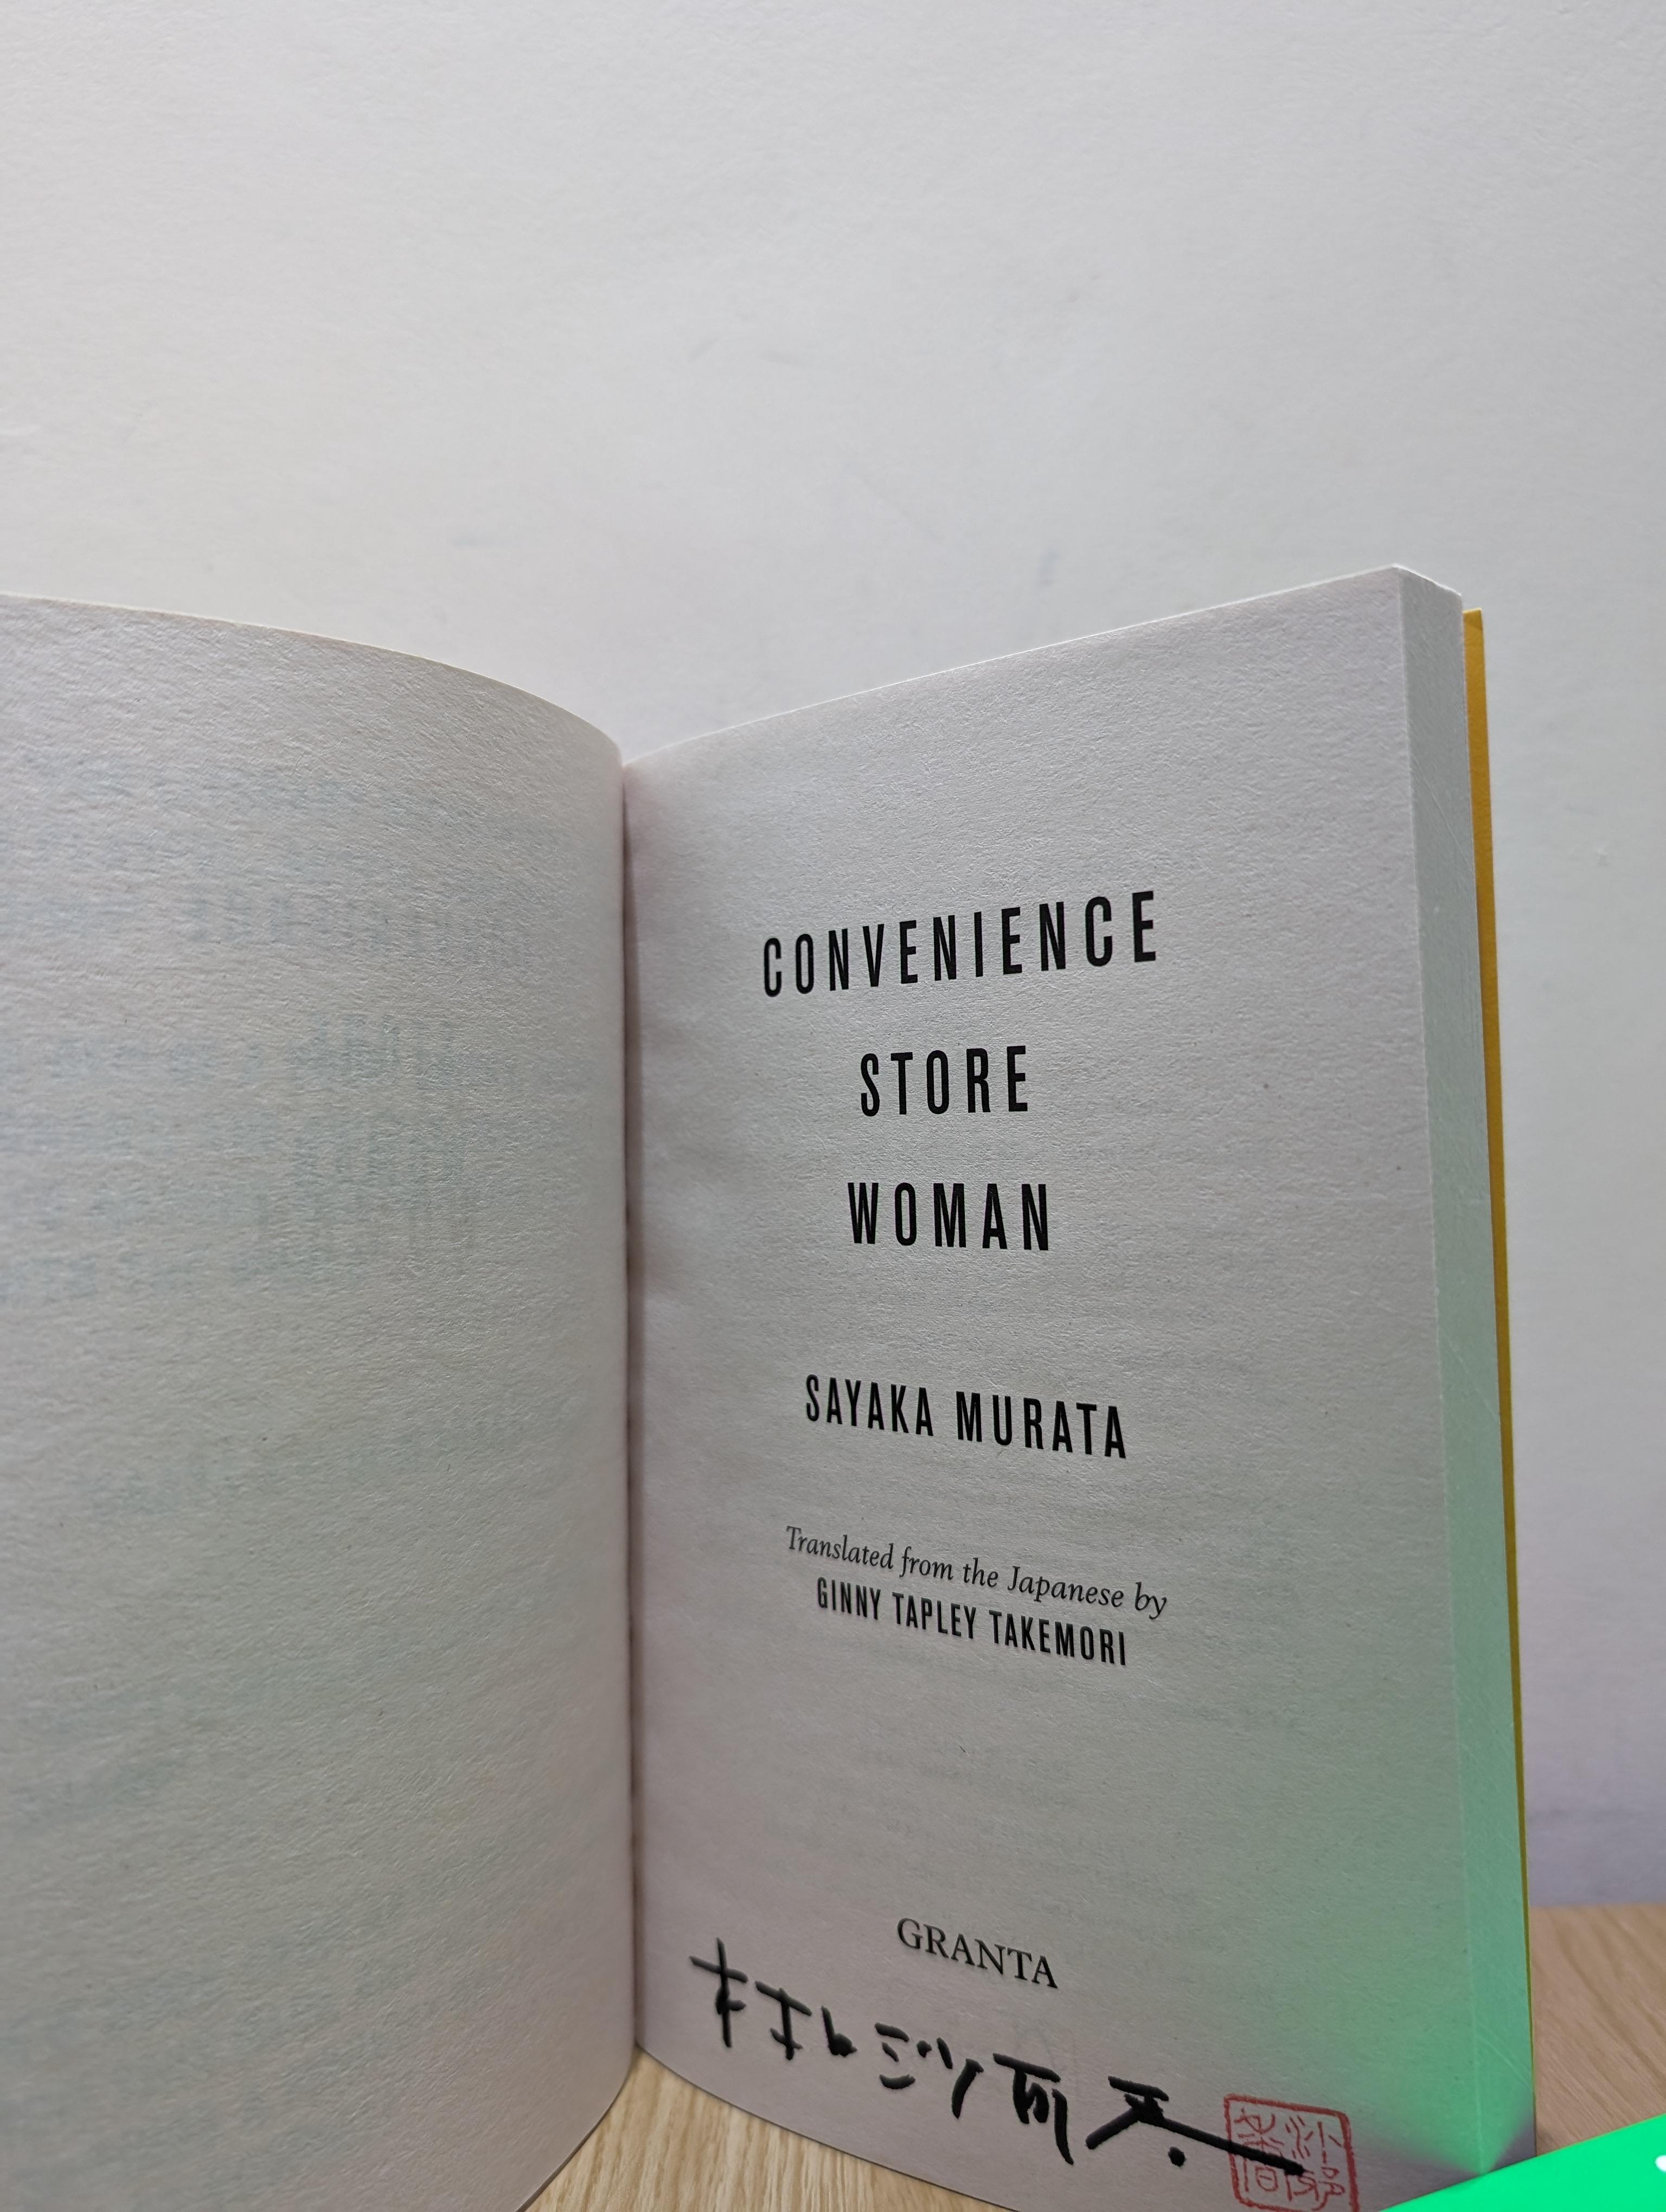 CONVENIENCE
STORE
WOMAN
SAYAKA MURATA
Translated from the Japanese by
GINNY TAPLEY TAKEMORI
GRANTA